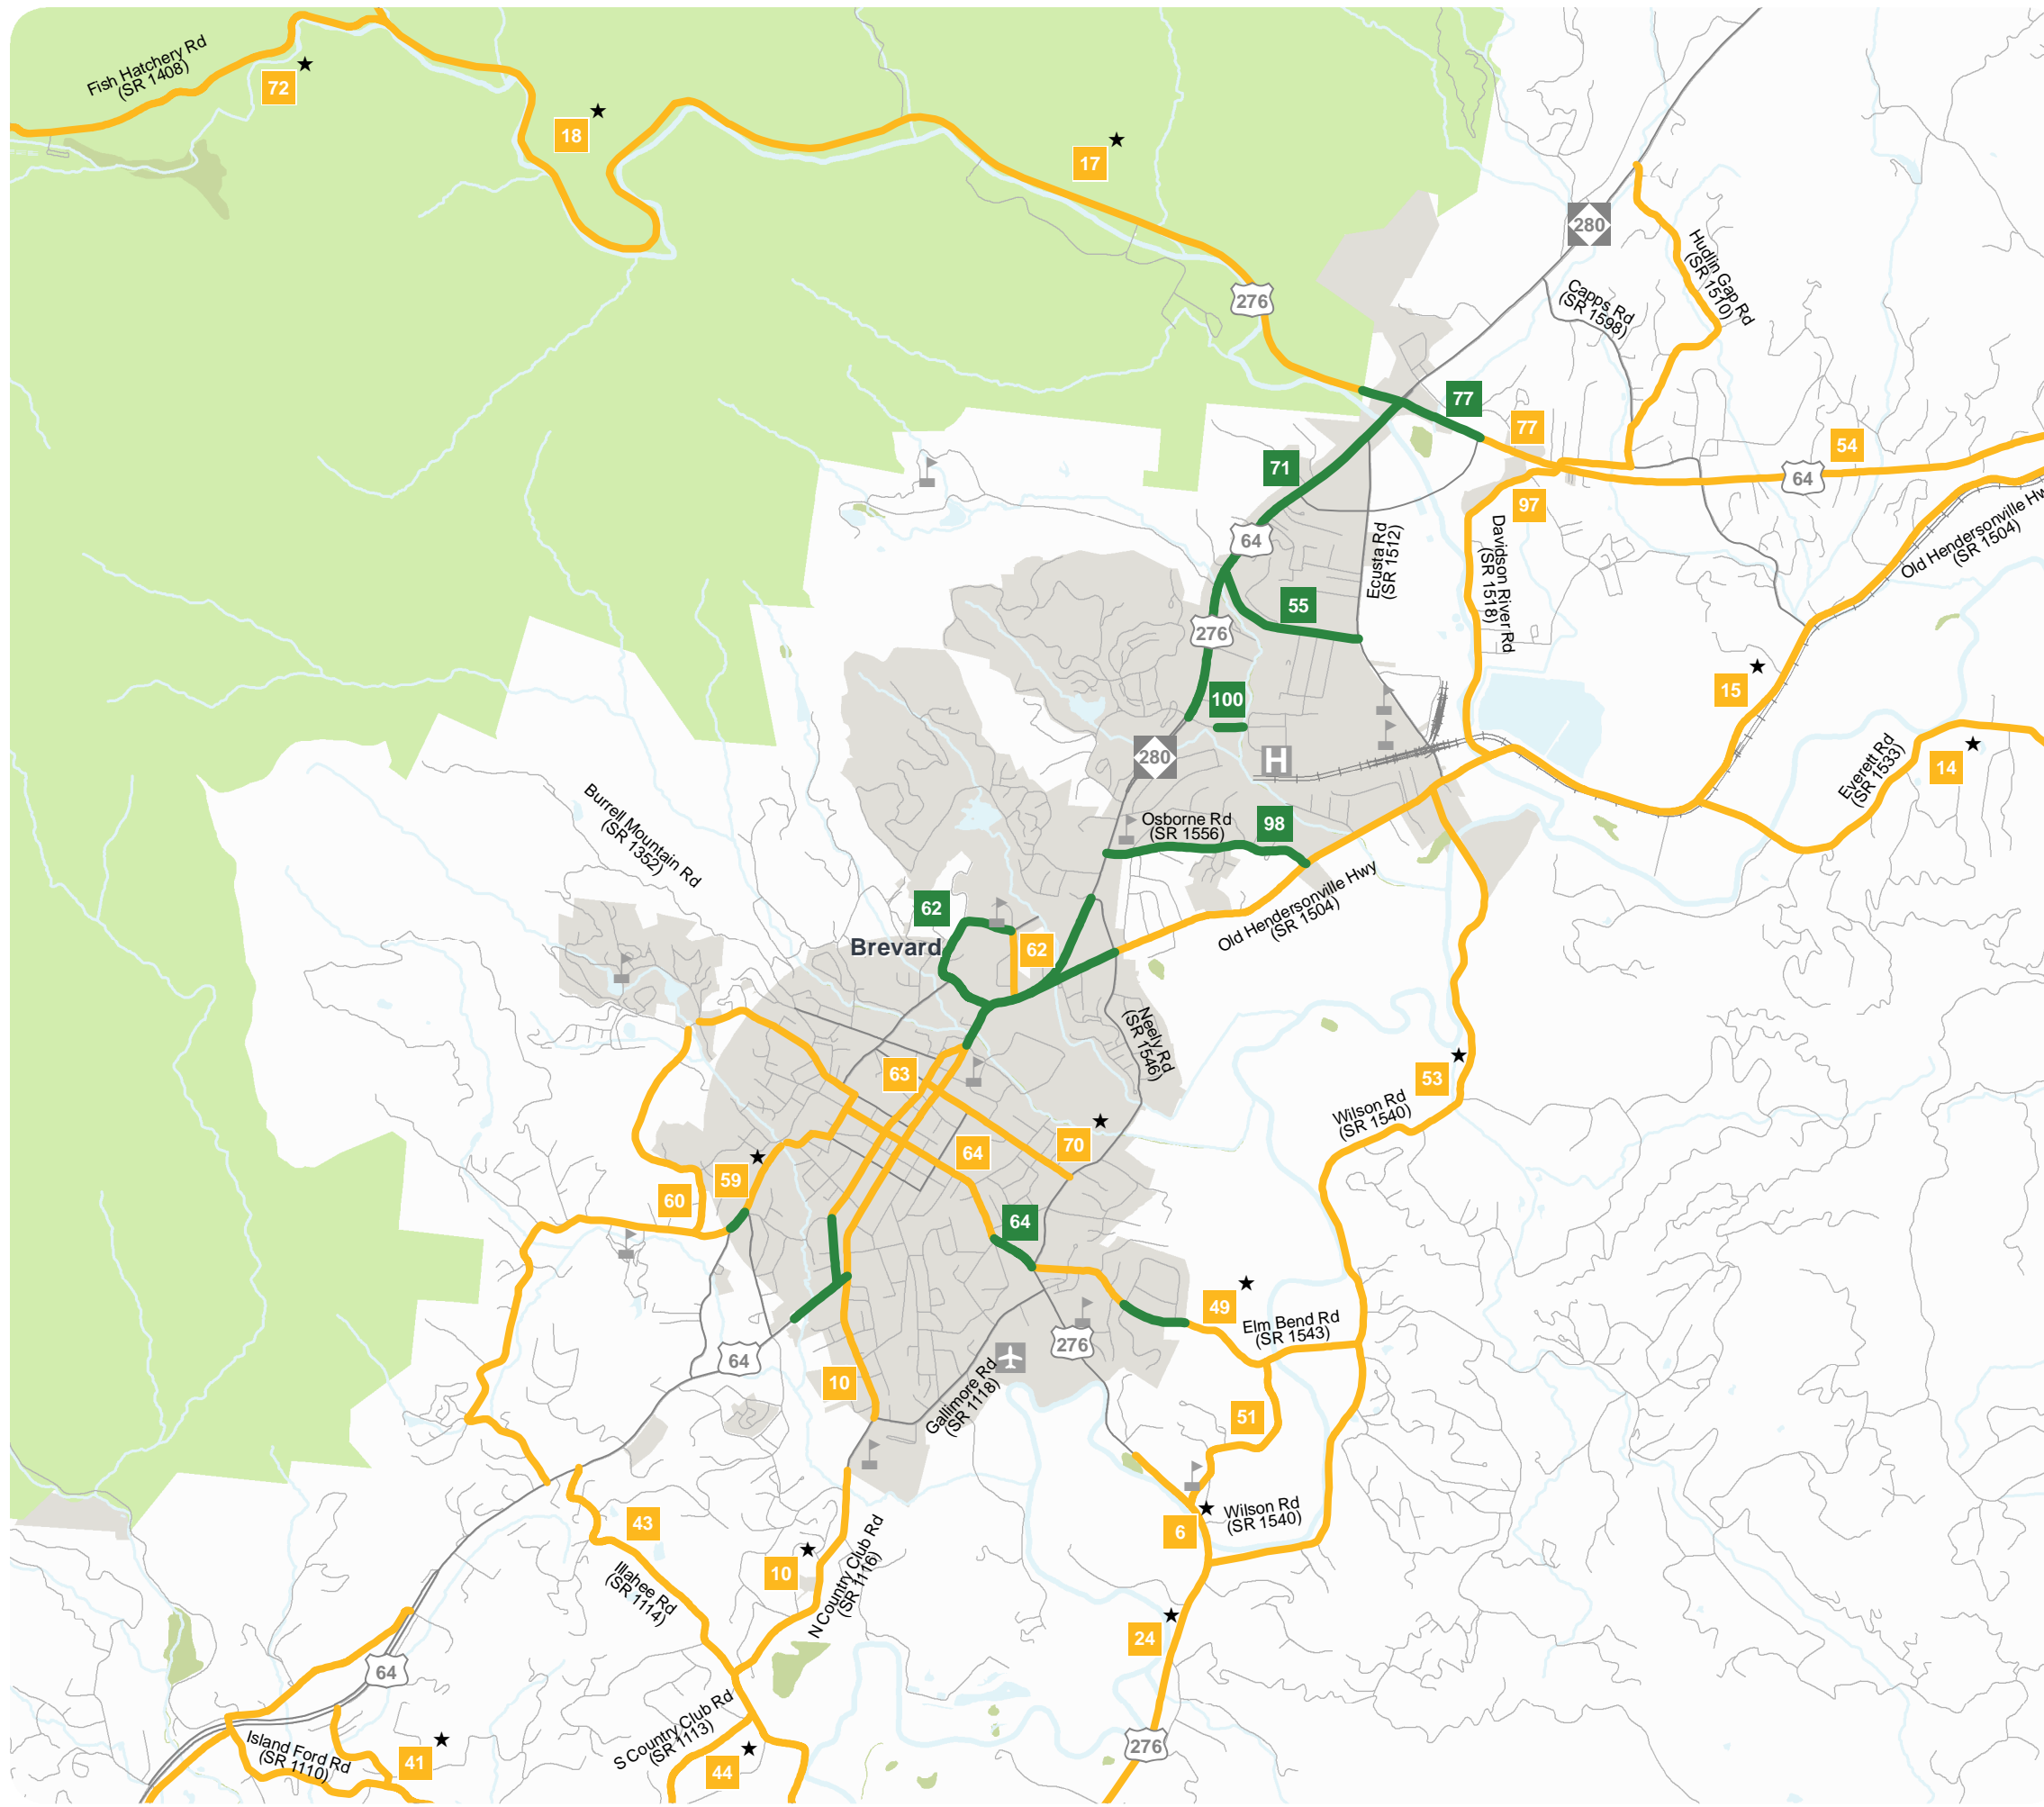 Fish Hatchery Rd
(SR 1408)
72
18
17
280
Hudlin Gap Rd
(SR 1510)
276
Capps Rd
(SR 1598)
77
77
54
71
64
97
Old Hendersonville Hw
(SR 1504)
64
Ecusta Rd
(SR 1512)
Davidson River Rd
(SR 1518)
55
276
15
100
280
Everett Rd
(SR 1533)
14
Burrell Mountain Rd
(SR 1352)
Osborne Rd
(SR 1556)
98
62
Old Hendersonville Hwy
(SR 1504)
Brevard
62
Neely Rd
(SR 1546)
63
53
Wilson Rd
(SR 1540)
70
64
59
60
64
49
Elm Bend Rd
(SR 1543)
276
64
10
Gallimore Rd
(SR 1118)
51
43
Wilson Rd
(SR 1540)
6
10
N Country Club Rd
(SR 1116)
Illahee Rd
(SR 1114)
24
64
S Country Club Rd
(SR 1113)
Island Ford Rd
(SR 1110)
41
44
276